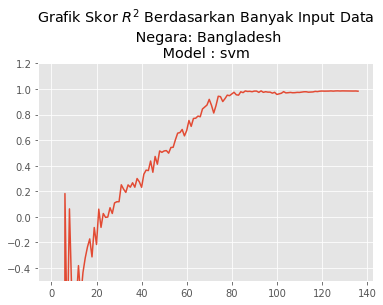 Grafik Skor R² Berdasarkan Banyak Input Data
Negara: Bangladesh
Model : svm
1.2
1.0
0.8
0.6
0.4
0.2
0.0
−0.2
−0.4
0 20 40 60 80 100 120 140